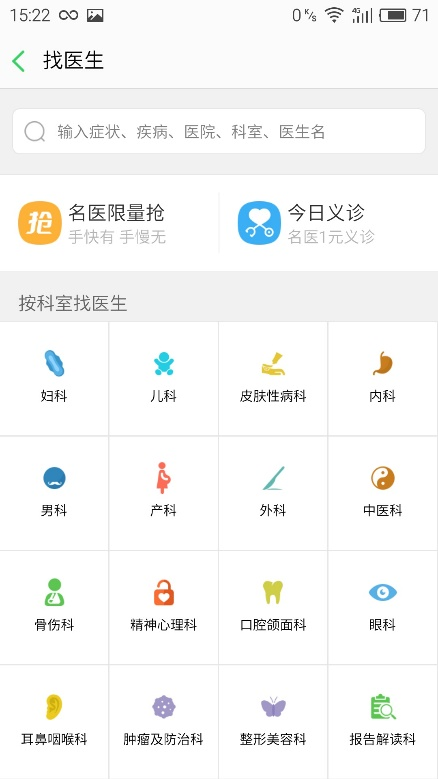 15:22 0 K/s 4G 71
找医生
输入症状、疾病、医院、科室、医生名
抢 名医限量抢 今日义诊
手快有 手慢无 名医1元义诊
按科室找医生
妇科 儿科 皮肤性病科 内科
男科 产科 外科 中医科
骨伤科 精神心理科 口腔颌面科 眼科
耳鼻咽喉科 肿瘤及防治科 整形美容科 报告解读科